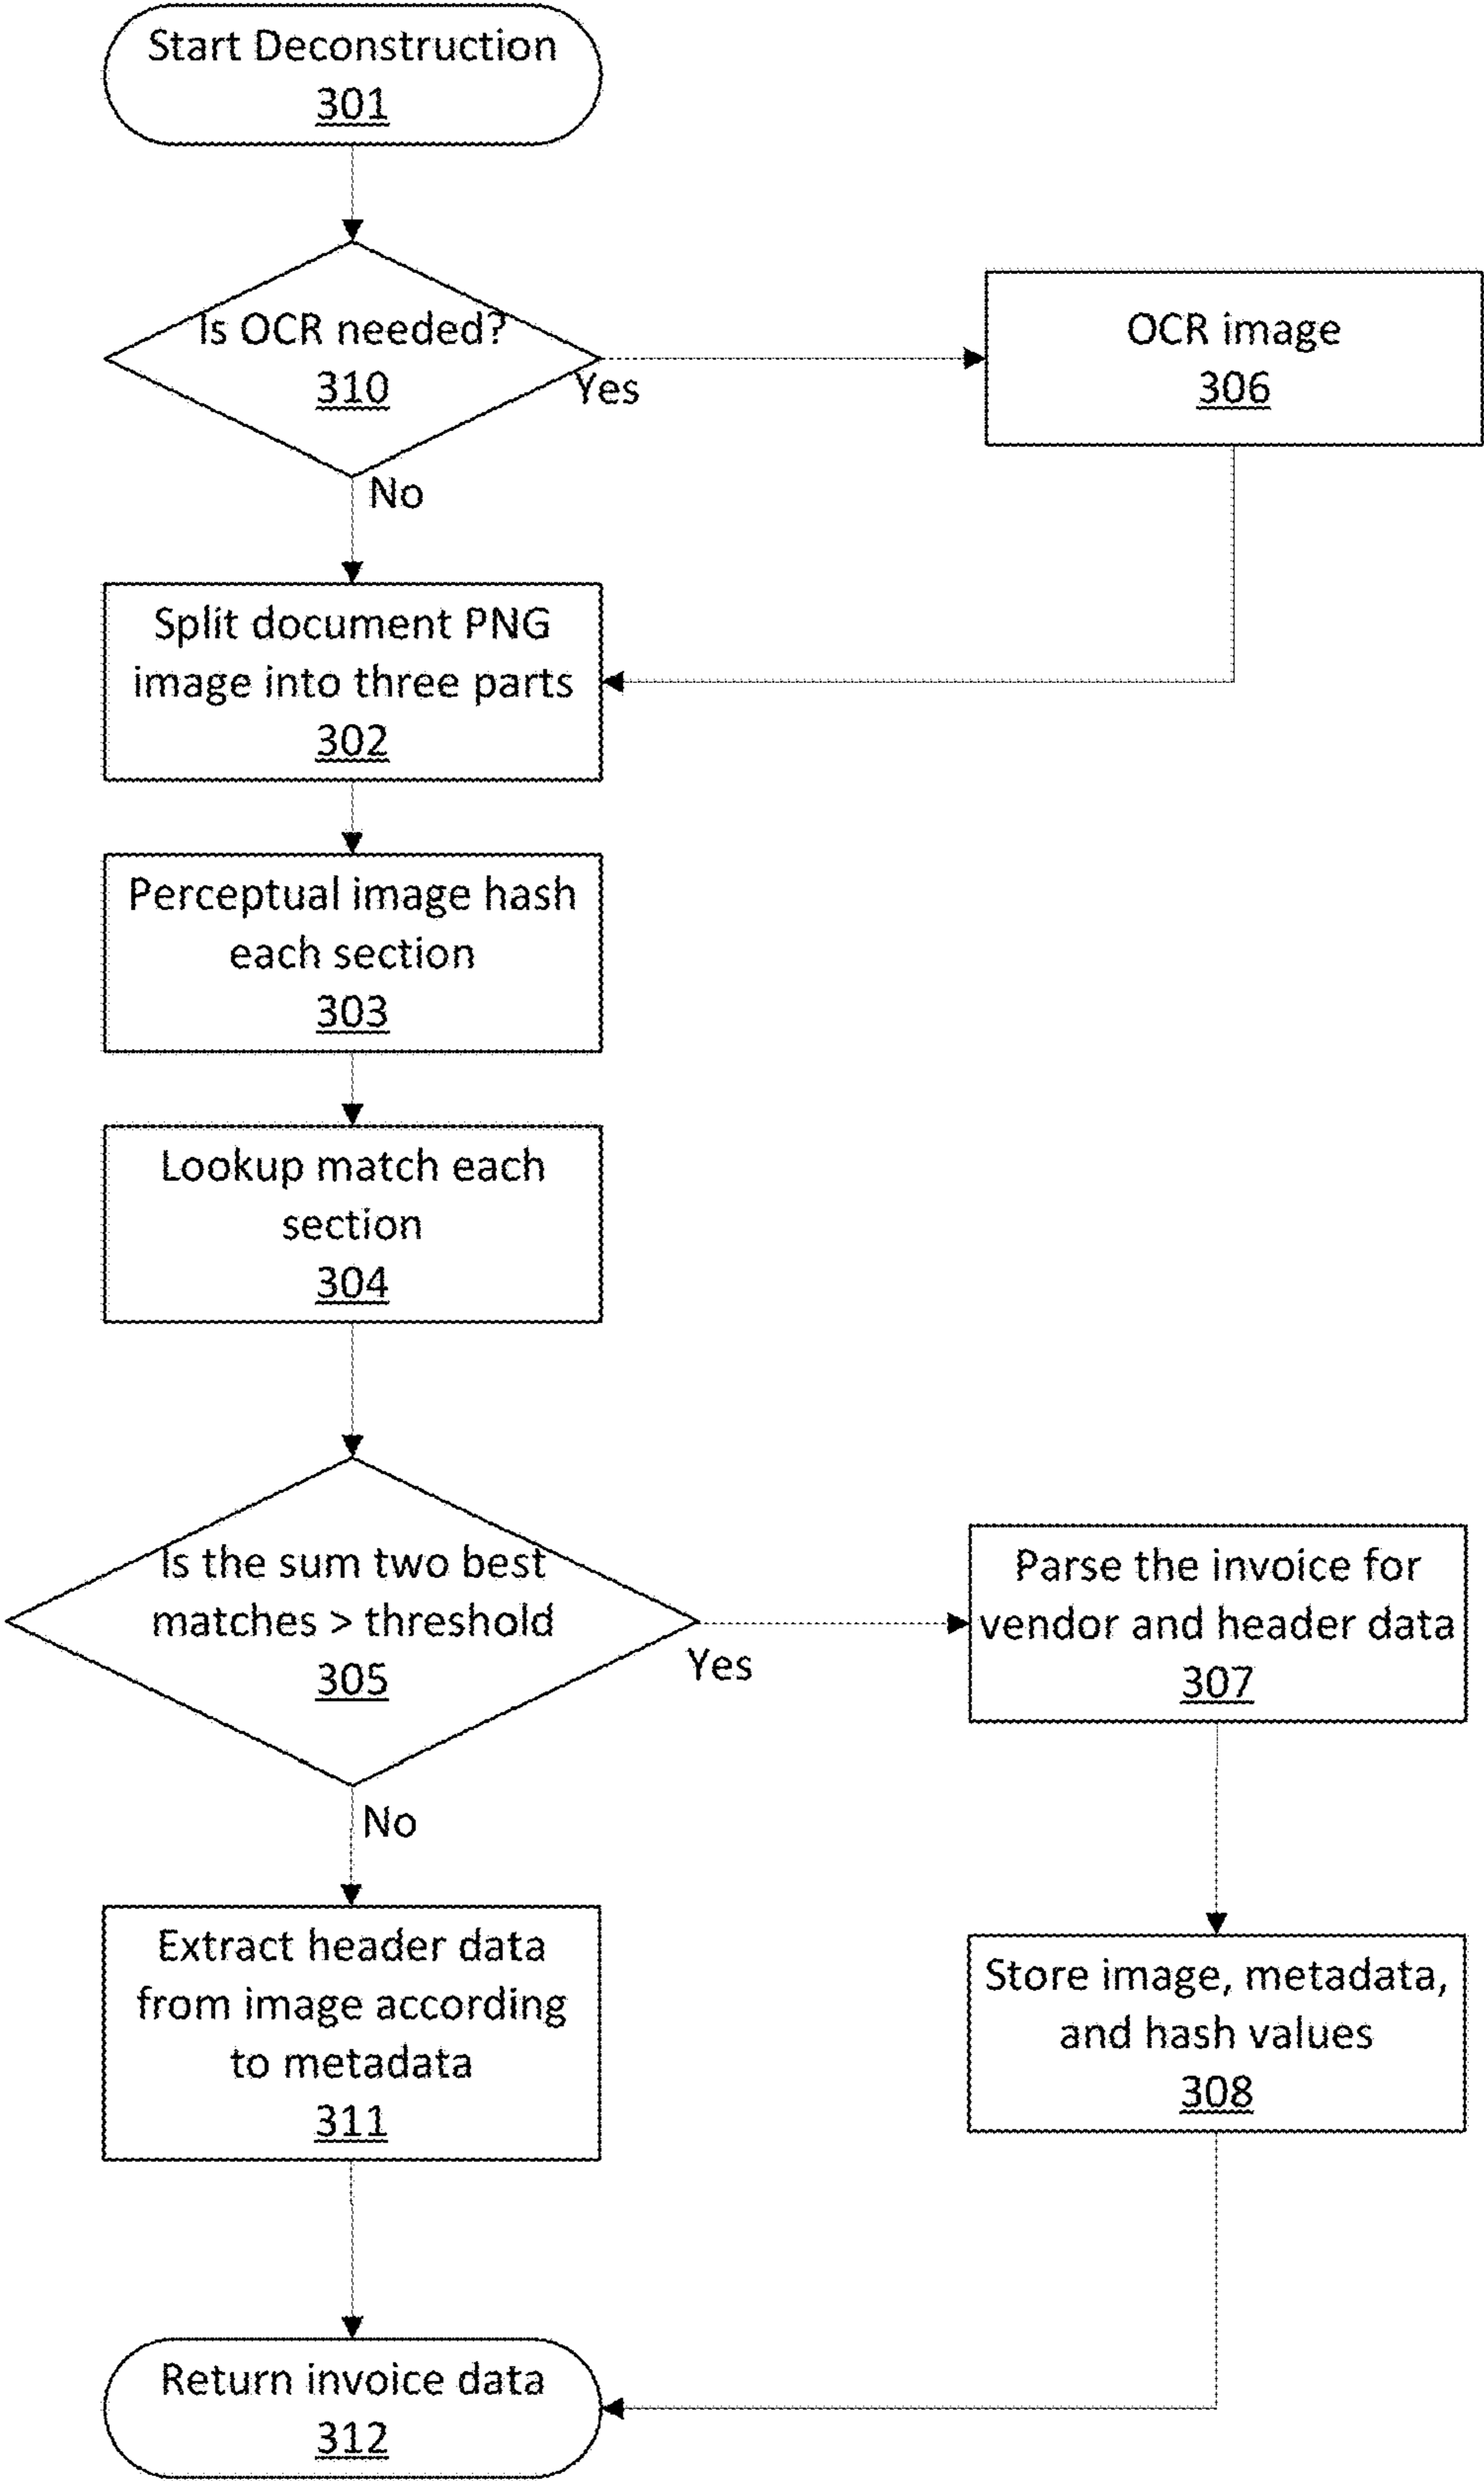 Start Deconstruction
301
Is OCR needed?
310
Yes
OCR image
306
No
Split document PNG
image into three parts
302
Perceptual image hash
each section
303
Lookup match each
section
304
Is the sum two best
matches > threshold
305
Yes
Parse the invoice for
vendor and header data
307
No
Extract header data
from image according
to metadata
311
Store image, metadata,
and hash values
308
Return invoice data
312